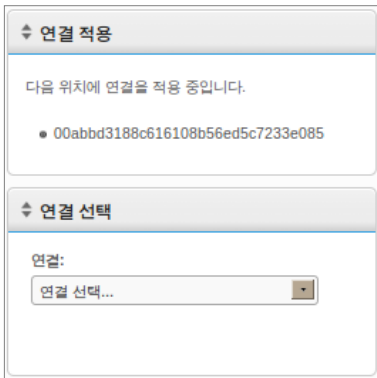 연결 적용
다음 위치에 연결을 적용 중입니다.
00abbd3188c616108b56ed5c7233e085
연결 선택
연결:
연결 선택...